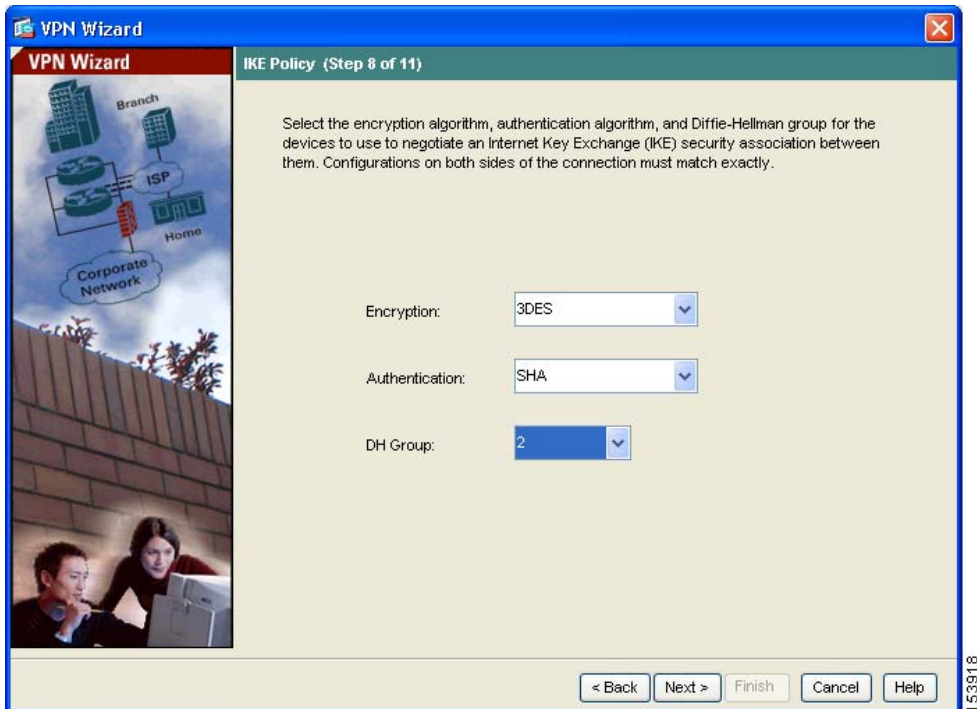 VPN Wizard
VPN Wizard
IKE Policy (Step 8 of 11)
Branch
ISP
Home
Corporate
Network
Select the encryption algorithm, authentication algorithm, and Diffie-Hellman group for the
devices to use to negotiate an Internet Key Exchange (IKE) security association between
them. Configurations on both sides of the connection must match exactly.
Encryption: 3DES
Authentication: SHA
DH Group: 2
< Back Next > Finish Cancel Help
153918